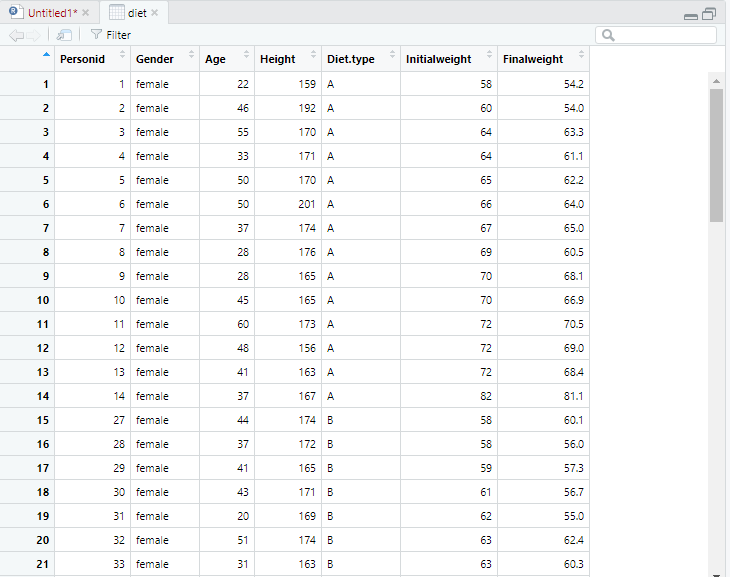 Untitled1* diet
Filter
Personid Gender Age Height Diet.type Initialweight Finalweight
1 1 female 22 159 A 58 54.2
2 2 female 46 192 A 60 54.0
3 3 female 55 170 A 64 63.3
4 4 female 33 171 A 64 61.1
5 5 female 50 170 A 65 62.2
6 6 female 50 201 A 66 64.0
7 7 female 37 174 A 67 65.0
8 8 female 28 176 A 69 60.5
9 9 female 28 165 A 70 68.1
10 10 female 45 165 A 70 66.9
11 11 female 60 173 A 72 70.5
12 12 female 48 156 A 72 69.0
13 13 female 41 163 A 72 68.4
14 14 female 37 167 A 82 81.1
15 27 female 44 174 B 58 60.1
16 28 female 37 172 B 58 56.0
17 29 female 41 165 B 59 57.3
18 30 female 43 171 B 61 56.7
19 31 female 20 169 B 62 55.0
20 32 female 51 174 B 63 62.4
21 33 female 31 163 B 63 60.3